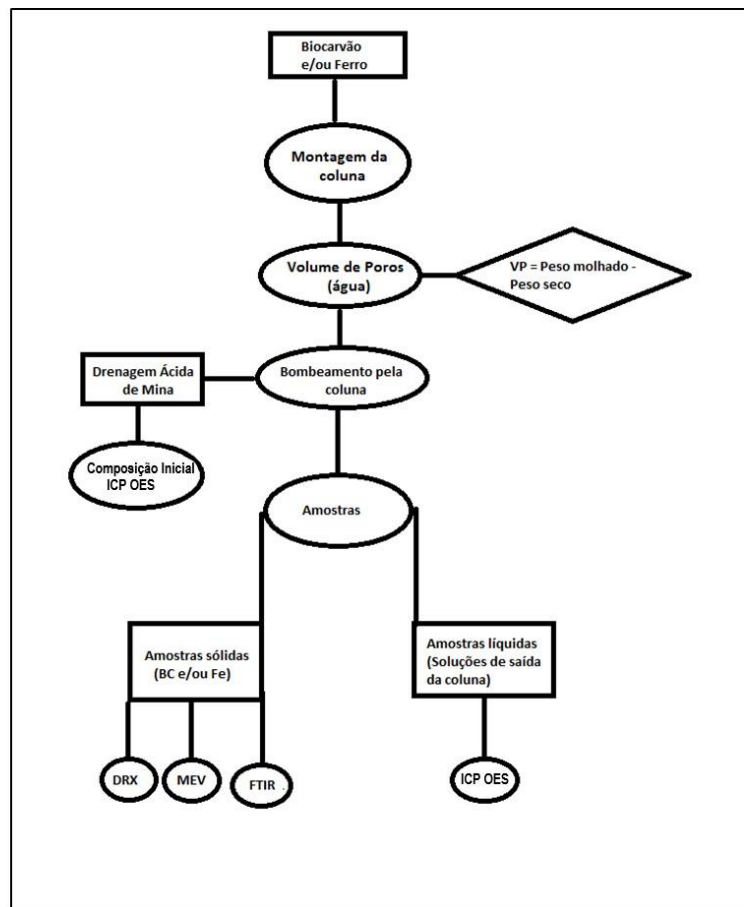 Biocarvão
e/ou Ferro
Montagem da
coluna
Volume de Poros
(água)
VP = Peso molhado -
Peso seco
Drenagem Ácida
de Mina
Bombeamento pela
coluna
Composição Inicial
ICP OES
Amostras
Amostras sólidas
(BC e/ou Fe)
Amostras líquidas
(Soluções de saída
da coluna)
DRX
MEV
FTIR
ICP OES